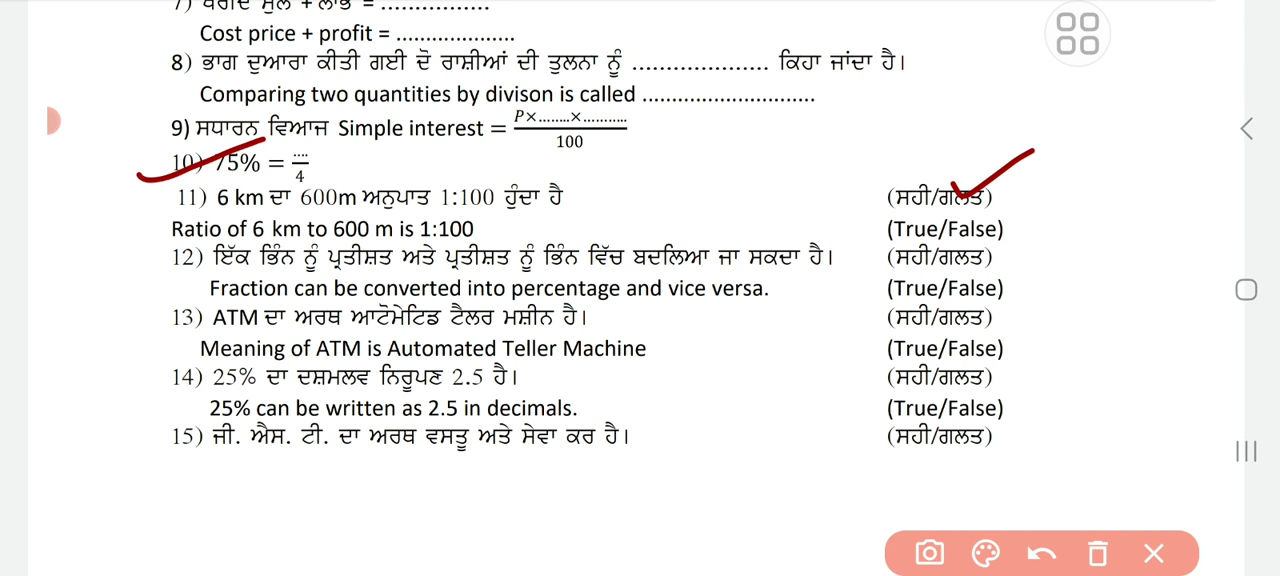 7) ਖਰੀਦ ਮੁੱਲ + ਲਾਭ = ..................
Cost price + profit = ....................
8) ਭਾਗ ਦੁਆਰਾ ਕੀਤੀ ਗਈ ਦੋ ਰਾਸ਼ੀਆਂ ਦੀ ਤੁਲਨਾ ਨੂੰ ..................... ਕਿਹਾ ਜਾਂਦਾ ਹੈ।
Comparing two quantities by divison is called .............................
9) ਸਧਾਰਨ ਵਿਆਜ Simple interest = P×........×........... / 100
10) 75% = .... / 4
11) 6 km ਦਾ 600m ਅਨੁਪਾਤ 1:100 ਹੁੰਦਾ ਹੈ (ਸਹੀ/ਗਲਤ)
Ratio of 6 km to 600 m is 1:100 (True/False)
12) ਇੱਕ ਭਿੰਨ ਨੂੰ ਪ੍ਰਤੀਸ਼ਤ ਅਤੇ ਪ੍ਰਤੀਸ਼ਤ ਨੂੰ ਭਿੰਨ ਵਿੱਚ ਬਦਲਿਆ ਜਾ ਸਕਦਾ ਹੈ। (ਸਹੀ/ਗਲਤ)
Fraction can be converted into percentage and vice versa. (True/False)
13) ATM ਦਾ ਅਰਥ ਆਟੋਮੇਟਿਡ ਟੈਲਰ ਮਸ਼ੀਨ ਹੈ। (ਸਹੀ/ਗਲਤ)
Meaning of ATM is Automated Teller Machine (True/False)
14) 25% ਦਾ ਦਸ਼ਮਲਵ ਨਿਰੂਪਣ 2.5 ਹੈ। (ਸਹੀ/ਗਲਤ)
25% can be written as 2.5 in decimals. (True/False)
15) ਜੀ. ਐਸ. ਟੀ. ਦਾ ਅਰਥ ਵਸਤੂ ਅਤੇ ਸੇਵਾ ਕਰ ਹੈ। (ਸਹੀ/ਗਲਤ)